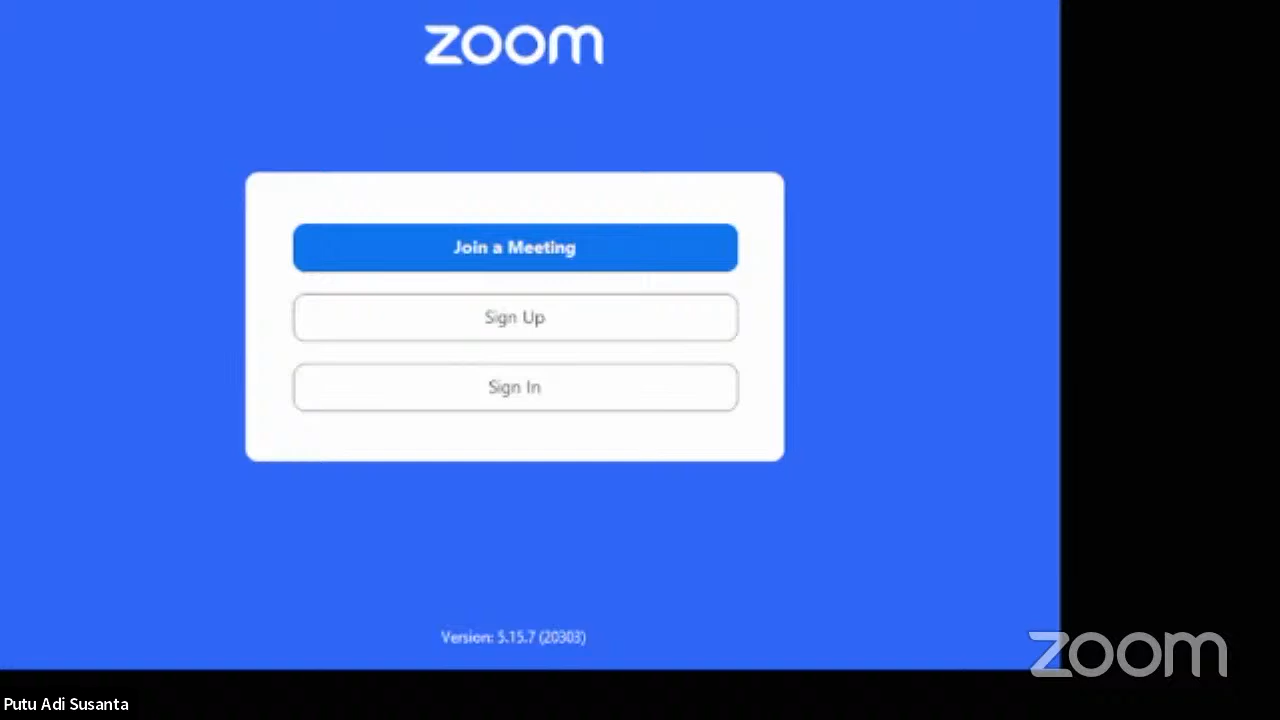 zoom
Join a Meeting
Sign Up
Sign In
Version: 5.15.7 (20303)
zoom
Putu Adi Susanta